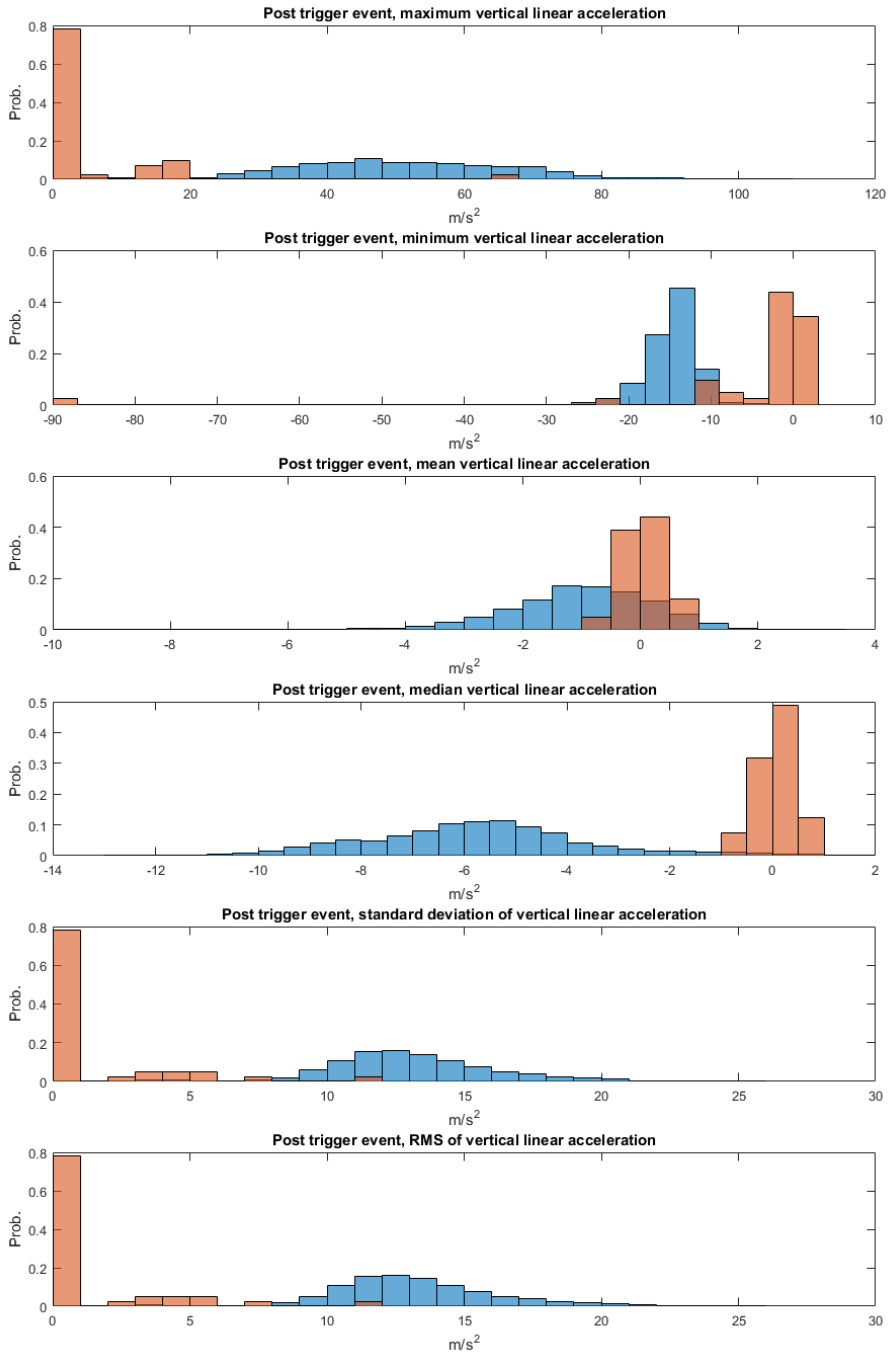 Post trigger event, maximum vertical linear acceleration
0.8
0.6
0.4
0.2
0
Prob.
0 20 40 60 80 100 120
m/s²
Post trigger event, minimum vertical linear acceleration
0.6
0.4
0.2
0
Prob.
-90 -80 -70 -60 -50 -40 -30 -20 -10 0 10
m/s²
Post trigger event, mean vertical linear acceleration
0.6
0.4
0.2
0
Prob.
-10 -8 -6 -4 -2 0 2 4
m/s²
Post trigger event, median vertical linear acceleration
0.5
0.4
0.3
0.2
0.1
0
Prob.
-14 -12 -10 -8 -6 -4 -2 0 2
m/s²
Post trigger event, standard deviation of vertical linear acceleration
0.8
0.6
0.4
0.2
0
Prob.
0 5 10 15 20 25 30
m/s²
Post trigger event, RMS of vertical linear acceleration
0.8
0.6
0.4
0.2
0
Prob.
0 5 10 15 20 25 30
m/s²